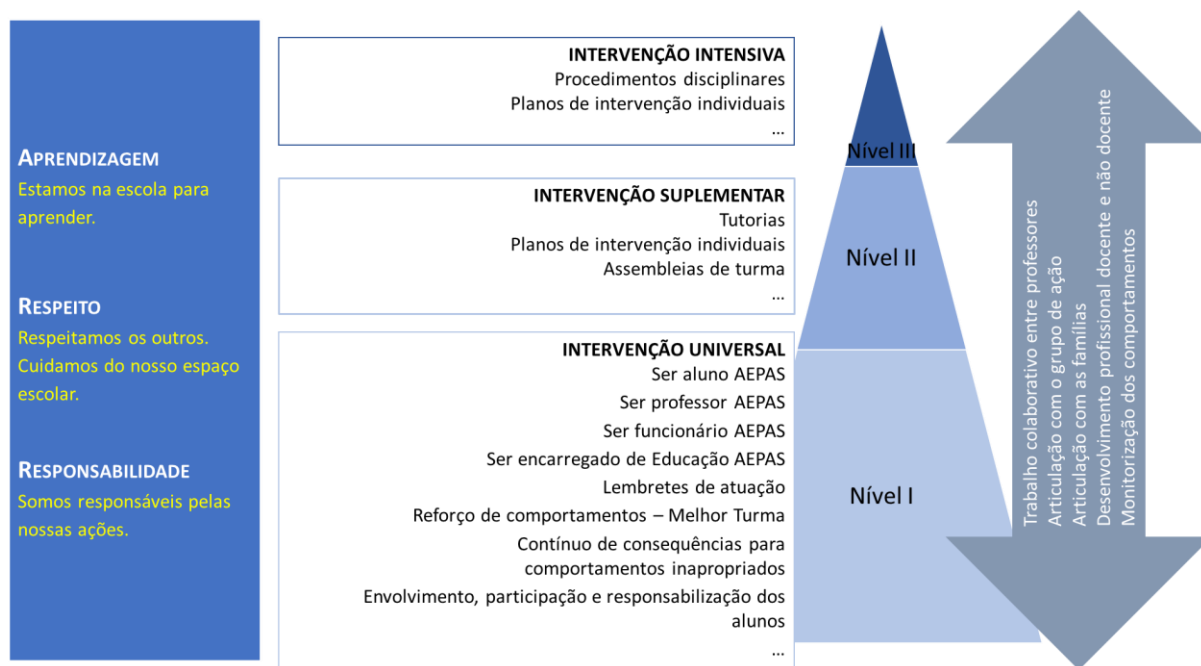 APRENDIZAGEM
Estamos na escola para
aprender.
RESPEITO
Respeitamos os outros.
Cuidamos do nosso espaço
escolar.
RESPONSABILIDADE
Somos responsáveis pelas
nossas ações.
INTERVENÇÃO INTENSIVA
Procedimentos disciplinares
Planos de intervenção individuais
...
INTERVENÇÃO SUPLEMENTAR
Tutorias
Planos de intervenção individuais
Assembleias de turma
...
INTERVENÇÃO UNIVERSAL
Ser aluno AEPAS
Ser professor AEPAS
Ser funcionário AEPAS
Ser encarregado de Educação AEPAS
Lembretes de atuação
Reforço de comportamentos – Melhor Turma
Contínuo de consequências para
comportamentos inapropriados
Envolvimento, participação e responsabilização dos
alunos
...
Nível III
Nível II
Nível I
Trabalho colaborativo entre professores
Articulação com o grupo de ação
Articulação com as famílias
Desenvolvimento profissional docente e não docente
Monitorização dos comportamentos